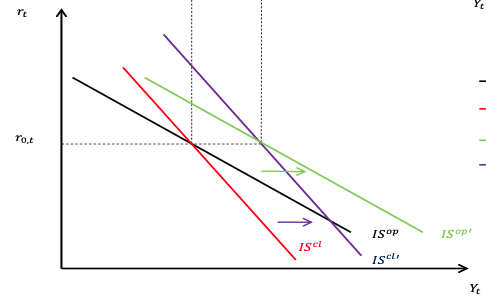 r_t
Y_t
r_{0,t}
IS^{op}
IS^{op'}
IS^{cl}
IS^{cl'}
Y_t